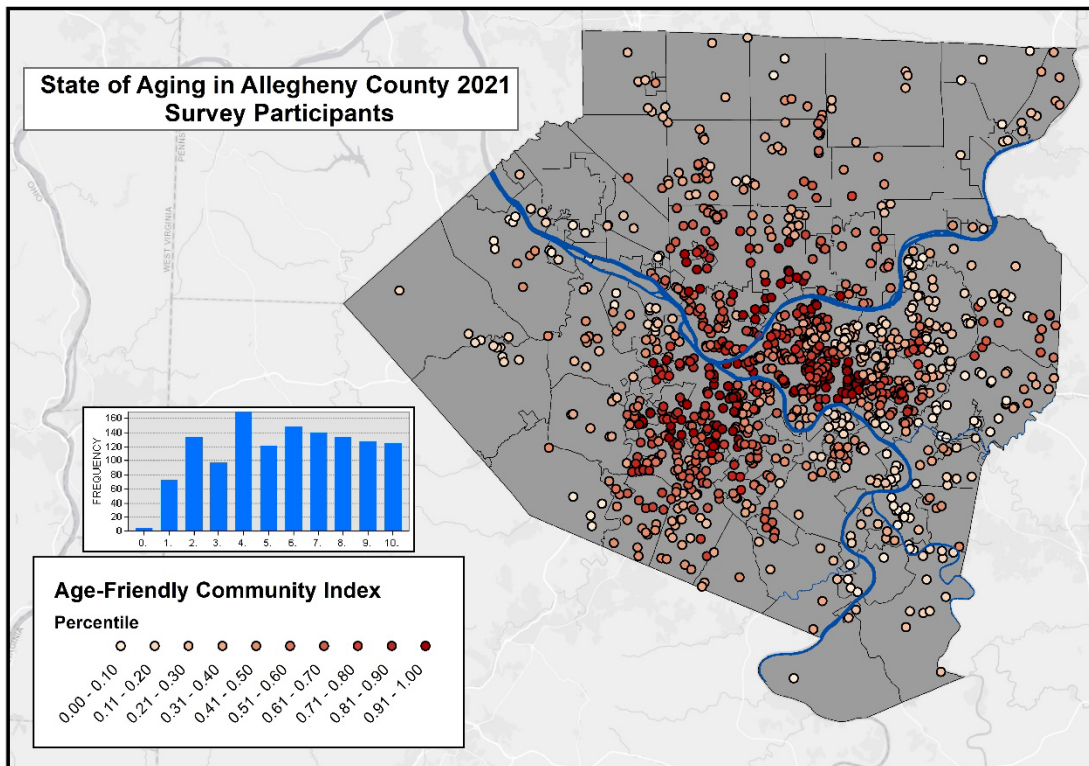 State of Aging in Allegheny County 2021
Survey Participants
OHIO
PENNS
WEST VIRGINIA
FREQUENCY
160
140
120
100
80
60
40
20
0
0. 1. 2. 3. 4. 5. 6. 7. 8. 9. 10.
Age-Friendly Community Index
Percentile
0.00 - 0.10
0.11 - 0.20
0.21 - 0.30
0.31 - 0.40
0.41 - 0.50
0.51 - 0.60
0.61 - 0.70
0.71 - 0.80
0.81 - 0.90
0.91 - 1.00